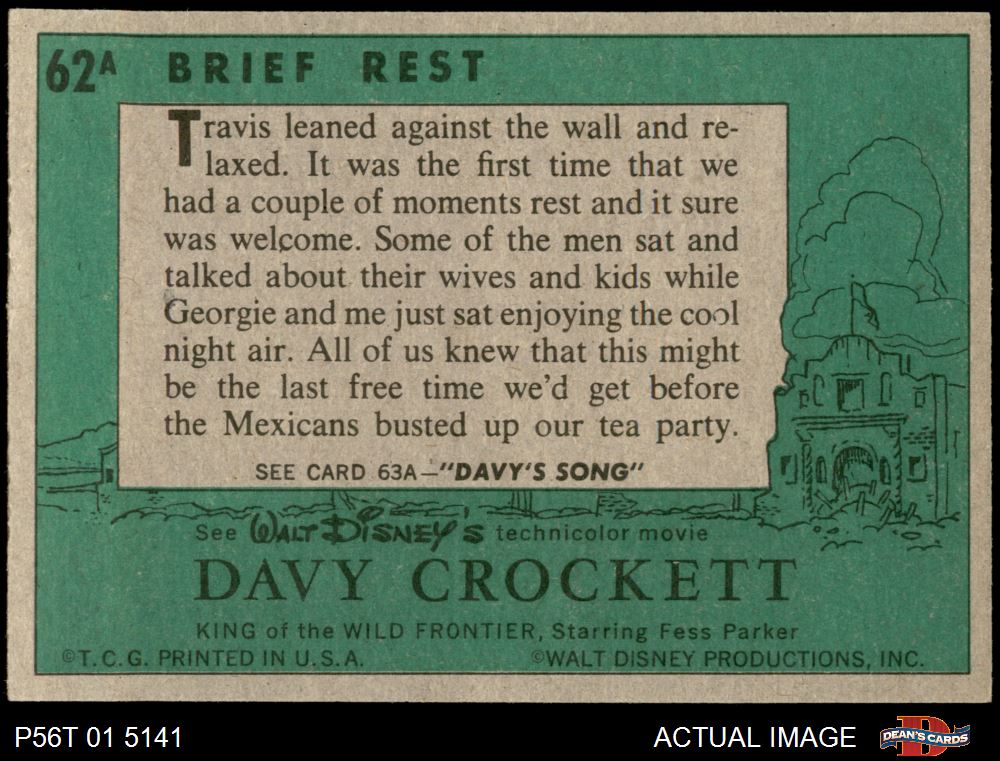 62A BRIEF REST
Travis leaned against the wall and re-
laxed. It was the first time that we
had a couple of moments rest and it sure
was welcome. Some of the men sat and
talked about their wives and kids while
Georgie and me just sat enjoying the cool
night air. All of us knew that this might
be the last free time we'd get before
the Mexicans busted up our tea party.
SEE CARD 63A—"DAVY'S SONG"
See WALT DISNEY'S technicolor movie
DAVY CROCKETT
KING of the WILD FRONTIER, Starring Fess Parker
©T.C.G. PRINTED IN U.S.A. ©WALT DISNEY PRODUCTIONS, INC.
P56T 01 5141 ACTUAL IMAGE DEAN'S CARDS